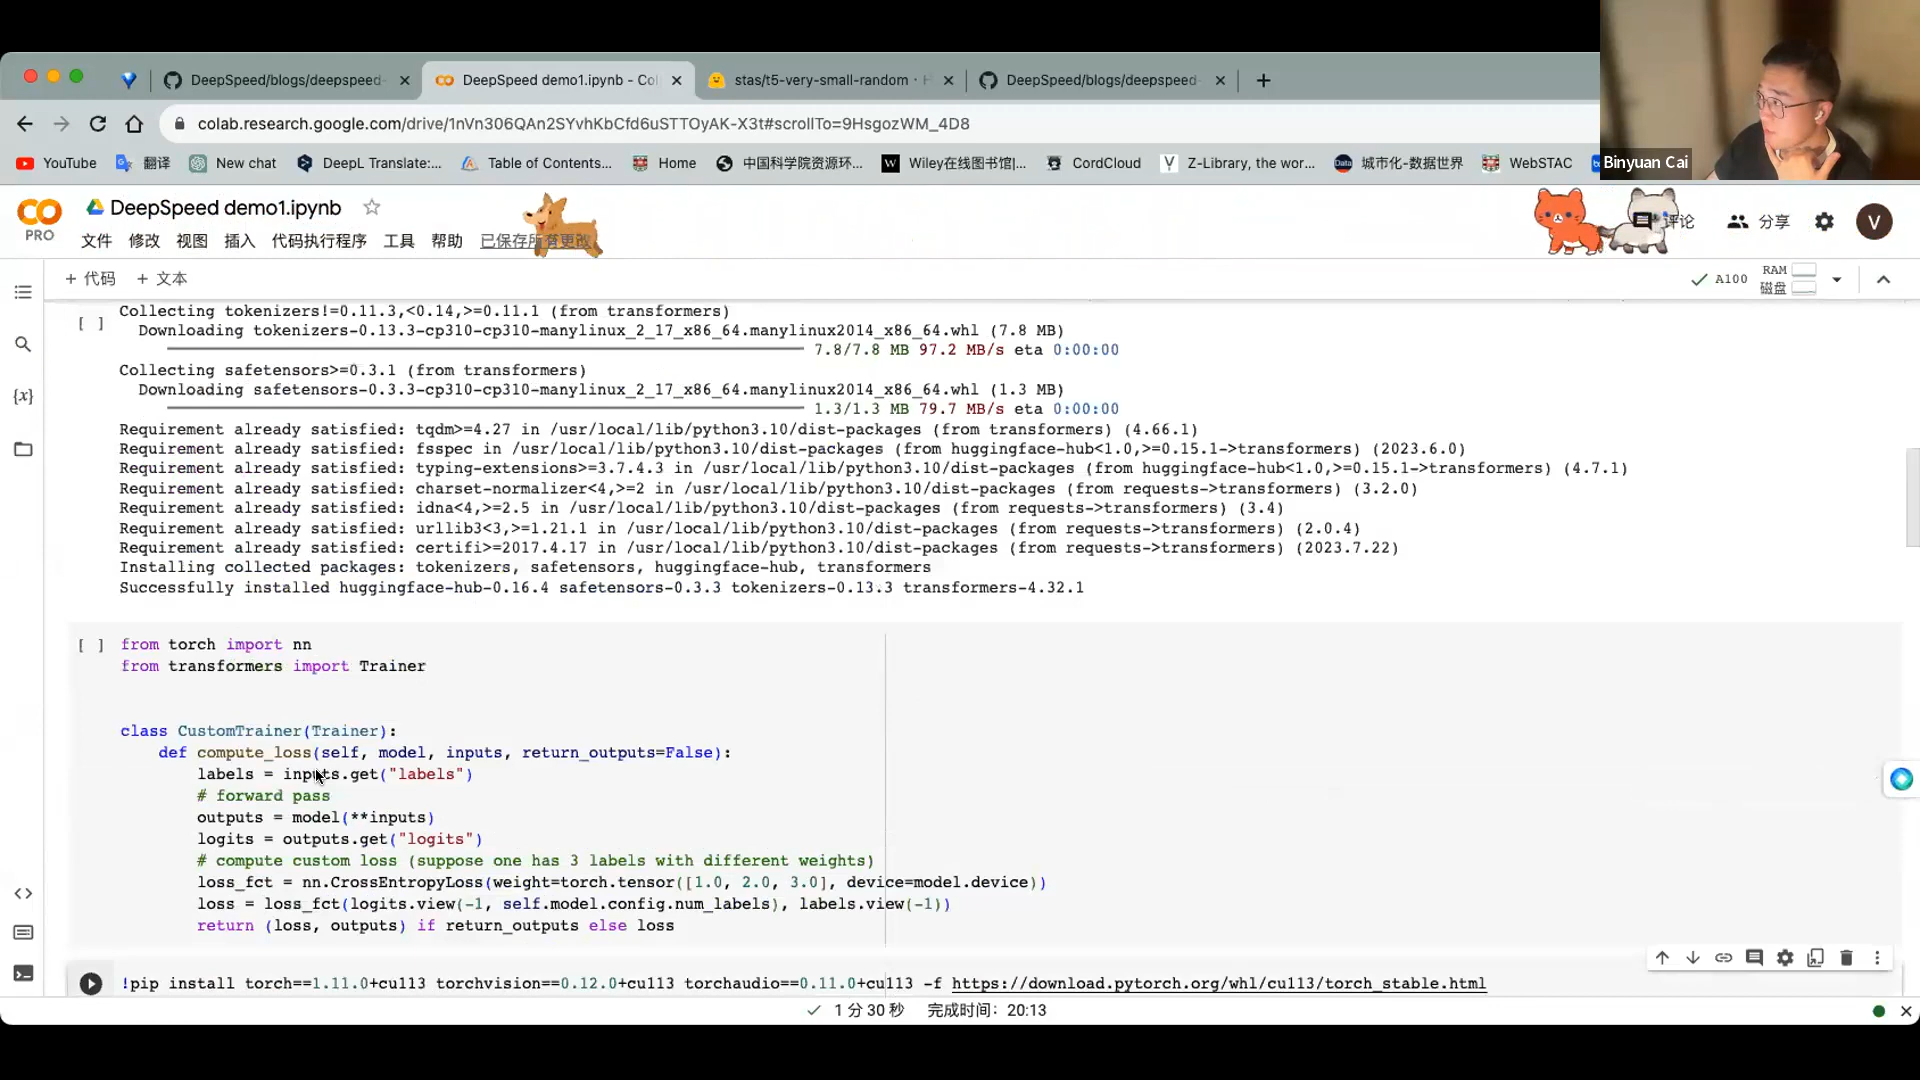 DeepSpeed/blogs/deepspeed-
DeepSpeed demo1.ipynb - Col
stas/t5-very-small-random · H
DeepSpeed/blogs/deepspeed-
colab.research.google.com/drive/1nVn306QAn2SYvhKbCfd6uSTTOyAK-X3t#scrollTo=9HsgozWM_4D8
YouTube
翻译
New chat
DeepL Translate:...
Table of Contents...
Home
中国科学院资源环...
Wiley在线图书馆|...
CordCloud
Z-Library, the wor...
城市化-数据世界
WebSTAC
Binyuan Cai
PRO
DeepSpeed demo1.ipynb
文件 修改 视图 插入 代码执行程序 工具 帮助 已保存所有更改
评论
分享
V
+ 代码 + 文本
A100
RAM
磁盘
Collecting tokenizers!=0.11.3,<0.14,>=0.11.1 (from transformers)
[ ]
Downloading tokenizers-0.13.3-cp310-cp310-manylinux_2_17_x86_64.manylinux2014_x86_64.whl (7.8 MB)
7.8/7.8 MB 97.2 MB/s eta 0:00:00
Collecting safetensors>=0.3.1 (from transformers)
Downloading safetensors-0.3.3-cp310-cp310-manylinux_2_17_x86_64.manylinux2014_x86_64.whl (1.3 MB)
1.3/1.3 MB 79.7 MB/s eta 0:00:00
Requirement already satisfied: tqdm>=4.27 in /usr/local/lib/python3.10/dist-packages (from transformers) (4.66.1)
Requirement already satisfied: fsspec in /usr/local/lib/python3.10/dist-packages (from huggingface-hub<1.0,>=0.15.1->transformers) (2023.6.0)
Requirement already satisfied: typing-extensions>=3.7.4.3 in /usr/local/lib/python3.10/dist-packages (from huggingface-hub<1.0,>=0.15.1->transformers) (4.7.1)
Requirement already satisfied: charset-normalizer<4,>=2 in /usr/local/lib/python3.10/dist-packages (from requests->transformers) (3.2.0)
Requirement already satisfied: idna<4,>=2.5 in /usr/local/lib/python3.10/dist-packages (from requests->transformers) (3.4)
Requirement already satisfied: urllib3<3,>=1.21.1 in /usr/local/lib/python3.10/dist-packages (from requests->transformers) (2.0.4)
Requirement already satisfied: certifi>=2017.4.17 in /usr/local/lib/python3.10/dist-packages (from requests->transformers) (2023.7.22)
Installing collected packages: tokenizers, safetensors, huggingface-hub, transformers
Successfully installed huggingface-hub-0.16.4 safetensors-0.3.3 tokenizers-0.13.3 transformers-4.32.1
[ ] from torch import nn
from transformers import Trainer
class CustomTrainer(Trainer):
def compute_loss(self, model, inputs, return_outputs=False):
labels = inputs.get("labels")
# forward pass
outputs = model(**inputs)
logits = outputs.get("logits")
# compute custom loss (suppose one has 3 labels with different weights)
loss_fct = nn.CrossEntropyLoss(weight=torch.tensor([1.0, 2.0, 3.0], device=model.device))
loss = loss_fct(logits.view(-1, self.model.config.num_labels), labels.view(-1))
return (loss, outputs) if return_outputs else loss
!pip install torch==1.11.0+cu113 torchvision==0.12.0+cu113 torchaudio==0.11.0+cu113 -f https://download.pytorch.org/whl/cu113/torch_stable.html
1 分 30 秒 完成时间: 20:13